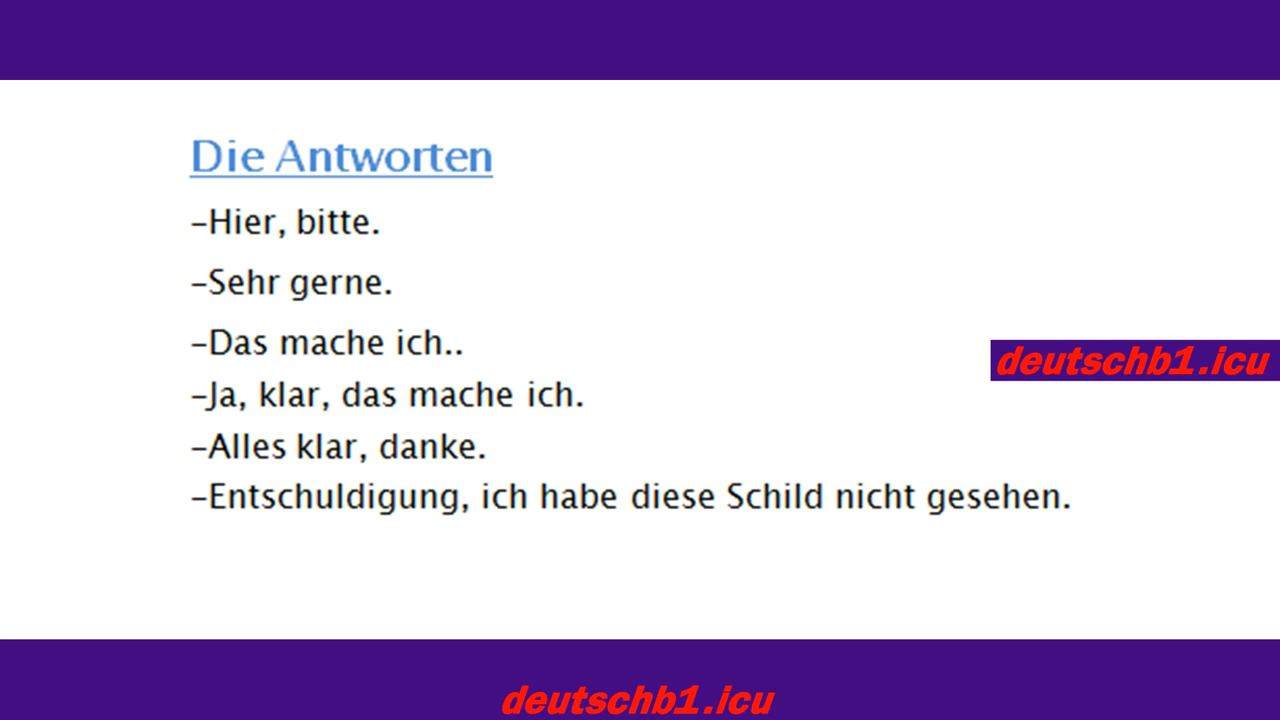 Die Antworten
-Hier, bitte.
-Sehr gerne.
-Das mache ich..
-Ja, klar, das mache ich.
-Alles klar, danke.
-Entschuldigung, ich habe diese Schild nicht gesehen.
deutschb1.icu
deutschb1.icu